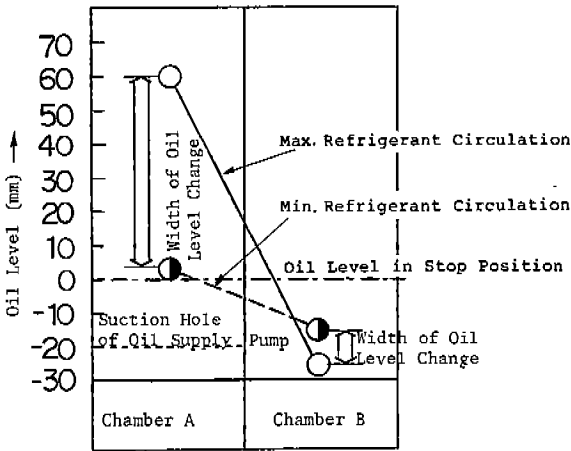 70
60
50
40
30
20
10
0
-10
-20
-30
Oil Level (mm) →
Width of Oil
Level Change
Max. Refrigerant Circulation
Min. Refrigerant Circulation
Oil Level in Stop Position
Suction Hole
of Oil Supply Pump
Width of Oil
Level Change
Chamber A
Chamber B